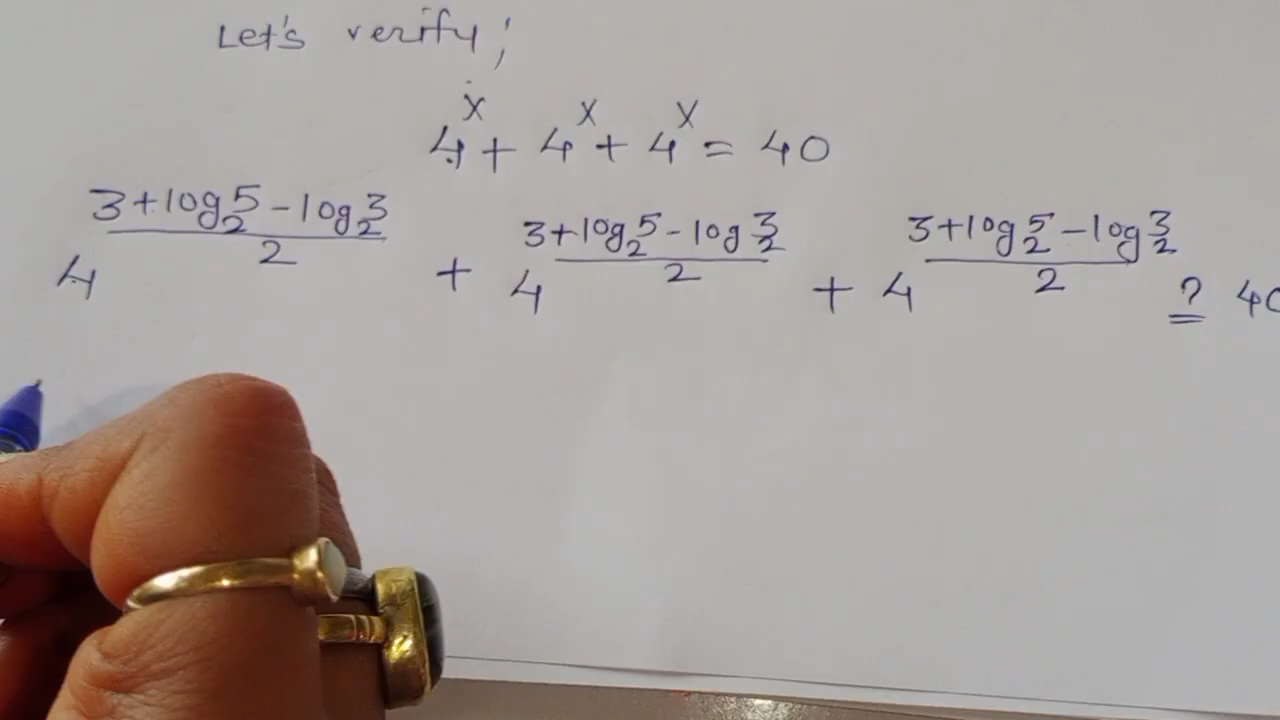 Let's verify;
4^x + 4^x + 4^x = 40
4^((3+log₂5-log₂3)/2) + 4^((3+log₂5-log₂3)/2) + 4^((3+log₂5-log₂3)/2) ≟ 40